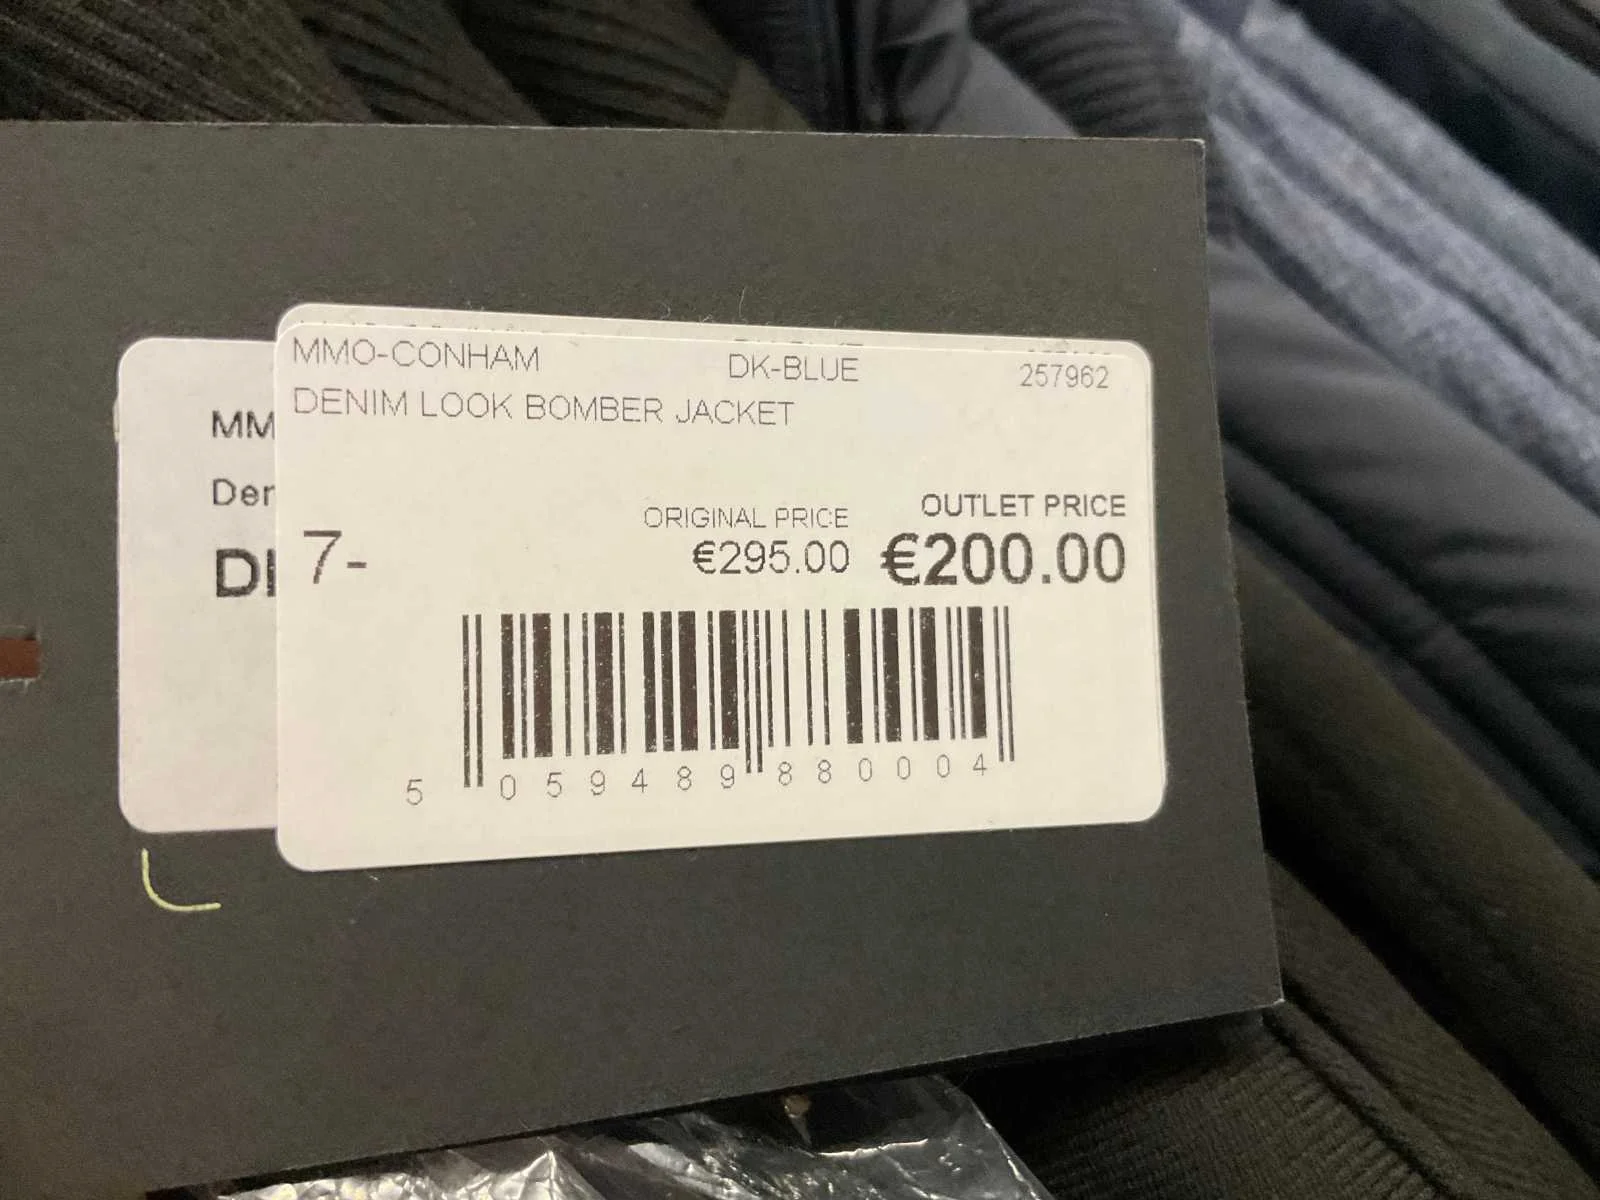 MMO-CONHAM DK-BLUE 257962
DENIM LOOK BOMBER JACKET
MM
Der
DI
7-
ORIGINAL PRICE OUTLET PRICE
€295.00 €200.00
5 059489 880004